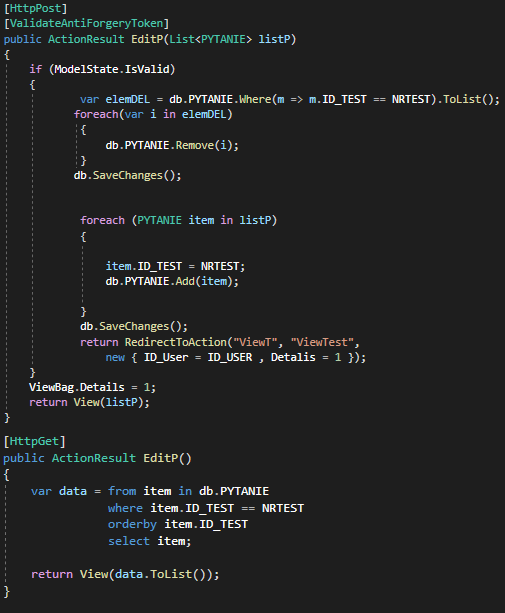 [HttpPost]
[ValidateAntiForgeryToken]
public ActionResult EditP(List<PYTANIE> listP)
{
if (ModelState.IsValid)
{
var elemDEL = db.PYTANIE.Where(m => m.ID_TEST == NRTEST).ToList();
foreach(var i in elemDEL)
{
db.PYTANIE.Remove(i);
}
db.SaveChanges();
foreach (PYTANIE item in listP)
{
item.ID_TEST = NRTEST;
db.PYTANIE.Add(item);
}
db.SaveChanges();
return RedirectToAction("ViewT", "ViewTest",
new { ID_User = ID_USER , Detalis = 1 });
}
ViewBag.Details = 1;
return View(listP);
}
[HttpGet]
public ActionResult EditP()
{
var data = from item in db.PYTANIE
where item.ID_TEST == NRTEST
orderby item.ID_TEST
select item;
return View(data.ToList());
}